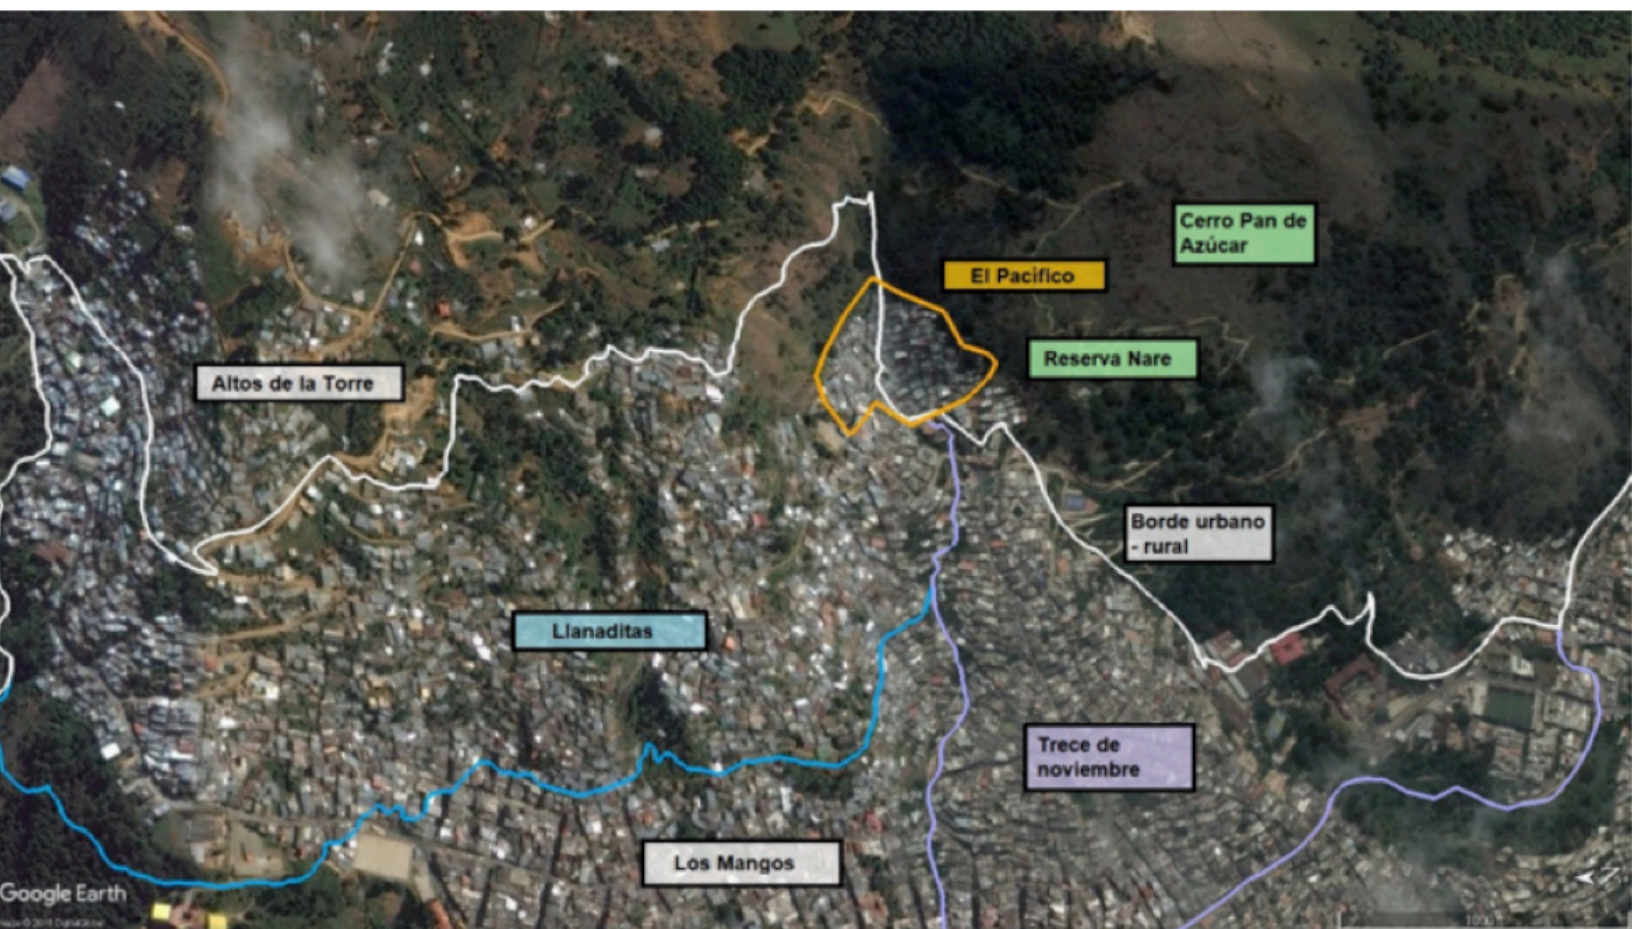 Cerro Pan de
Azúcar
El Pacifico
Reserva Nare
Altos de la Torre
Borde urbano
- rural
Llanaditas
Trece de
noviembre
Los Mangos
Google Earth